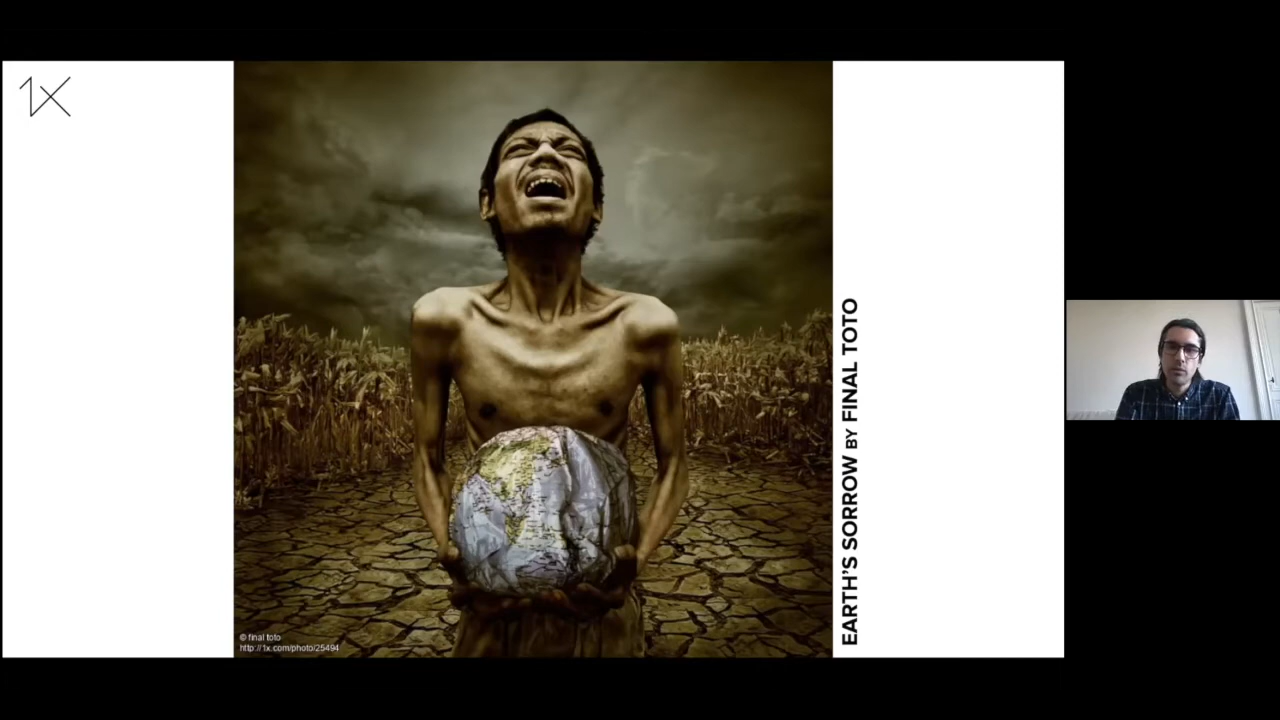 1X
EARTH'S SORROW BY FINAL TOTO
© final toto
http://1x.com/photo/25494